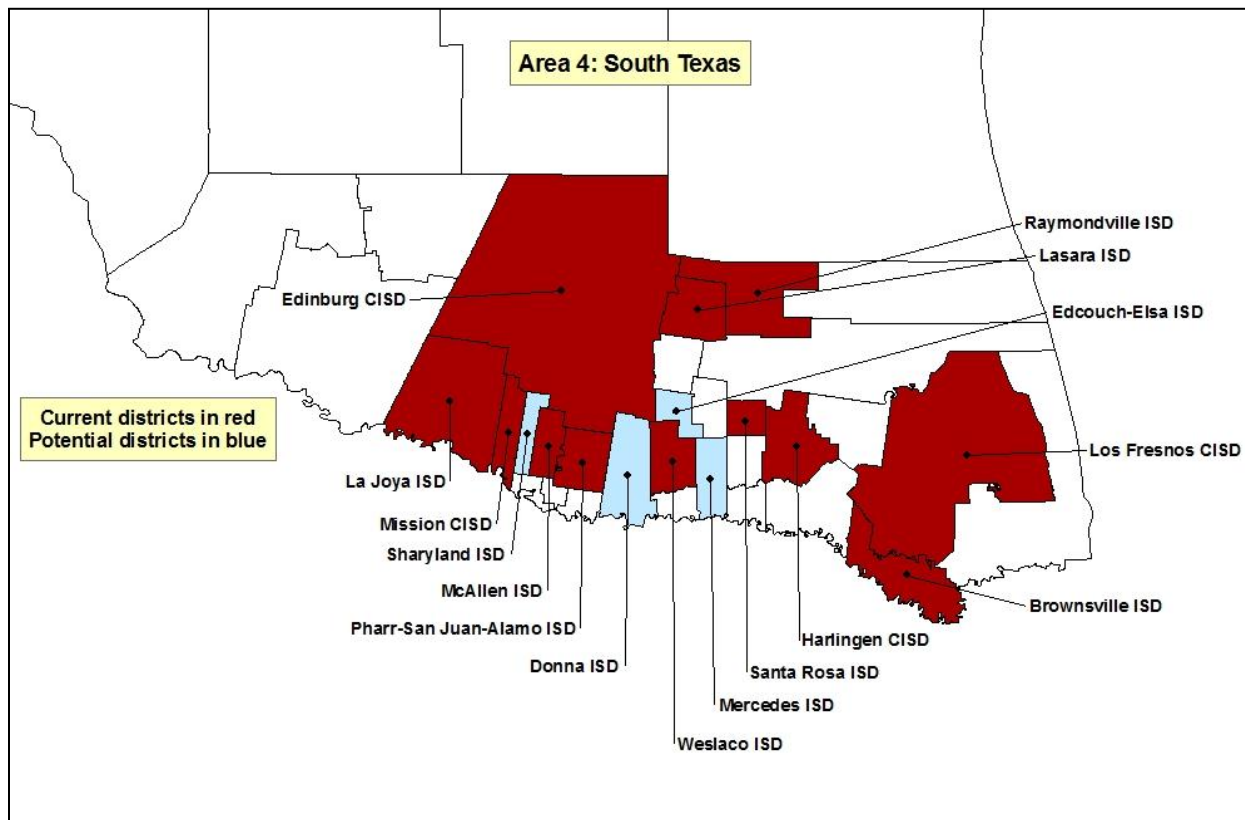 Area 4: South Texas
Raymondville ISD
Lasara ISD
Edinburg CISD
Edcouch-Elsa ISD
Current districts in red
Potential districts in blue
Los Fresnos CISD
La Joya ISD
Mission CISD
Sharyland ISD
McAllen ISD
Brownsville ISD
Pharr-San Juan-Alamo ISD
Harlingen CISD
Donna ISD
Santa Rosa ISD
Mercedes ISD
Weslaco ISD